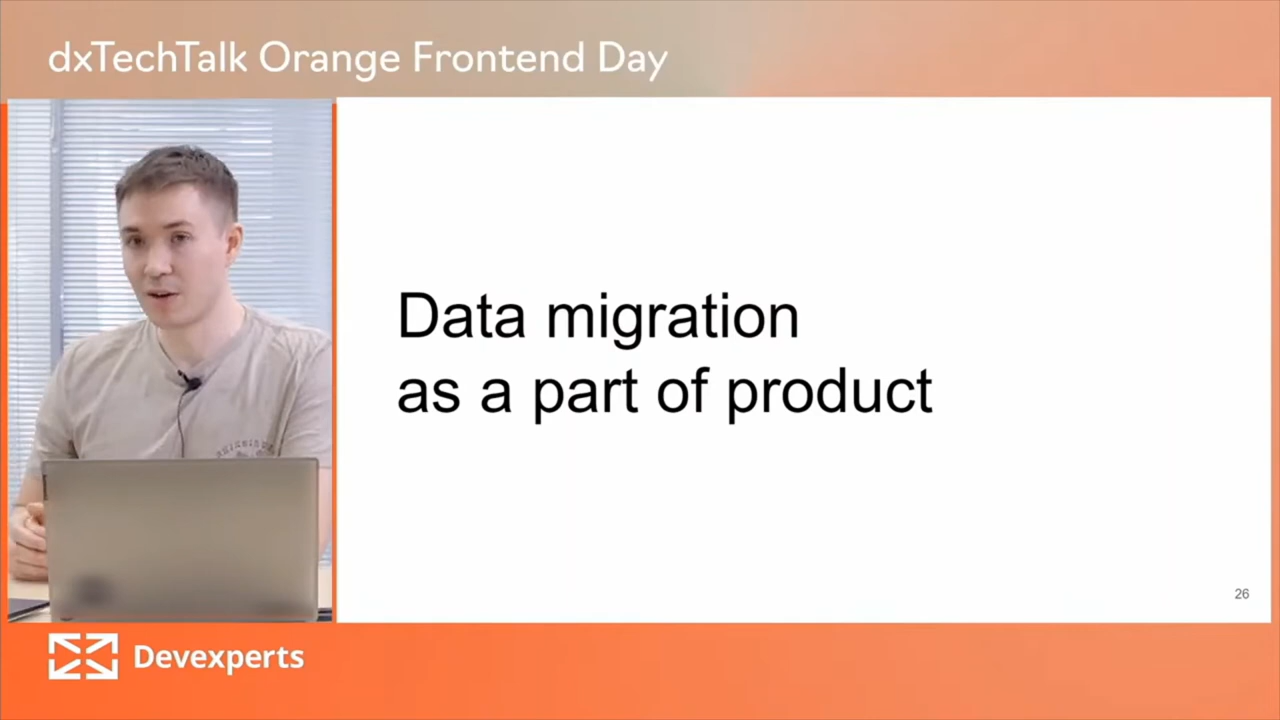 dxTechTalk Orange Frontend Day
Data migration
as a part of product
26
Devexperts